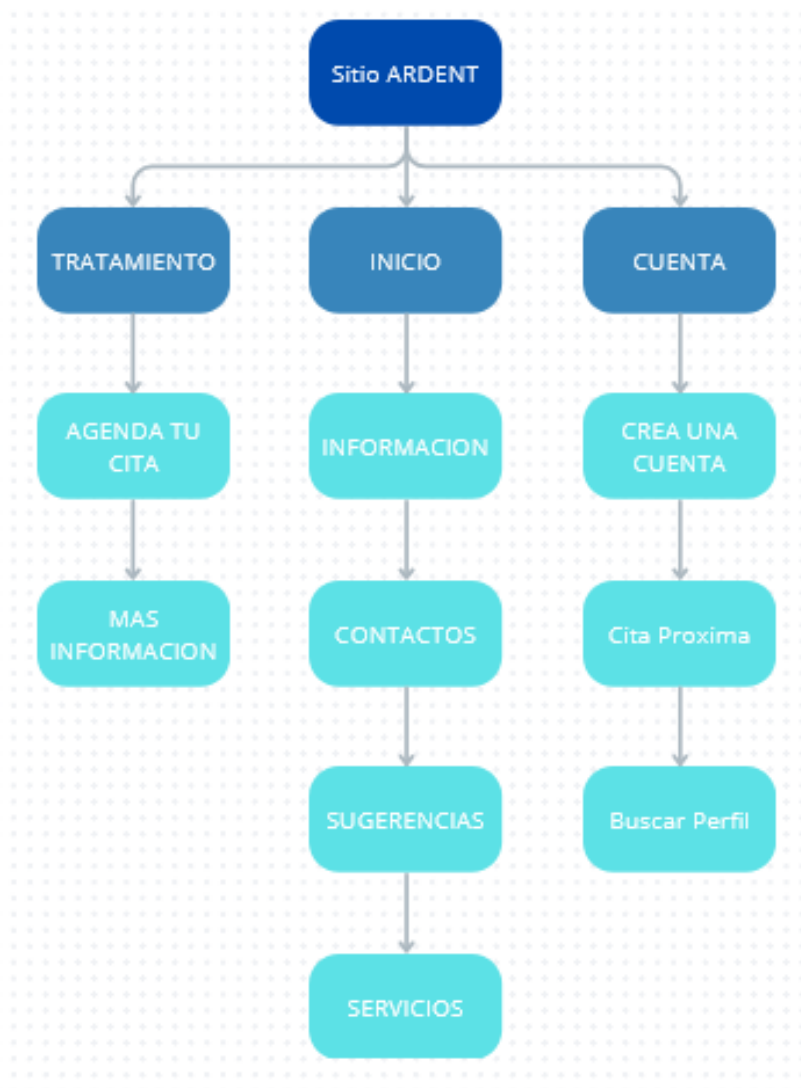 Sitio ARDENT
TRATAMIENTO
INICIO
CUENTA
AGENDA TU
CITA
INFORMACION
CREA UNA
CUENTA
MAS
INFORMACION
CONTACTOS
Cita Proxima
SUGERENCIAS
Buscar Perfil
SERVICIOS